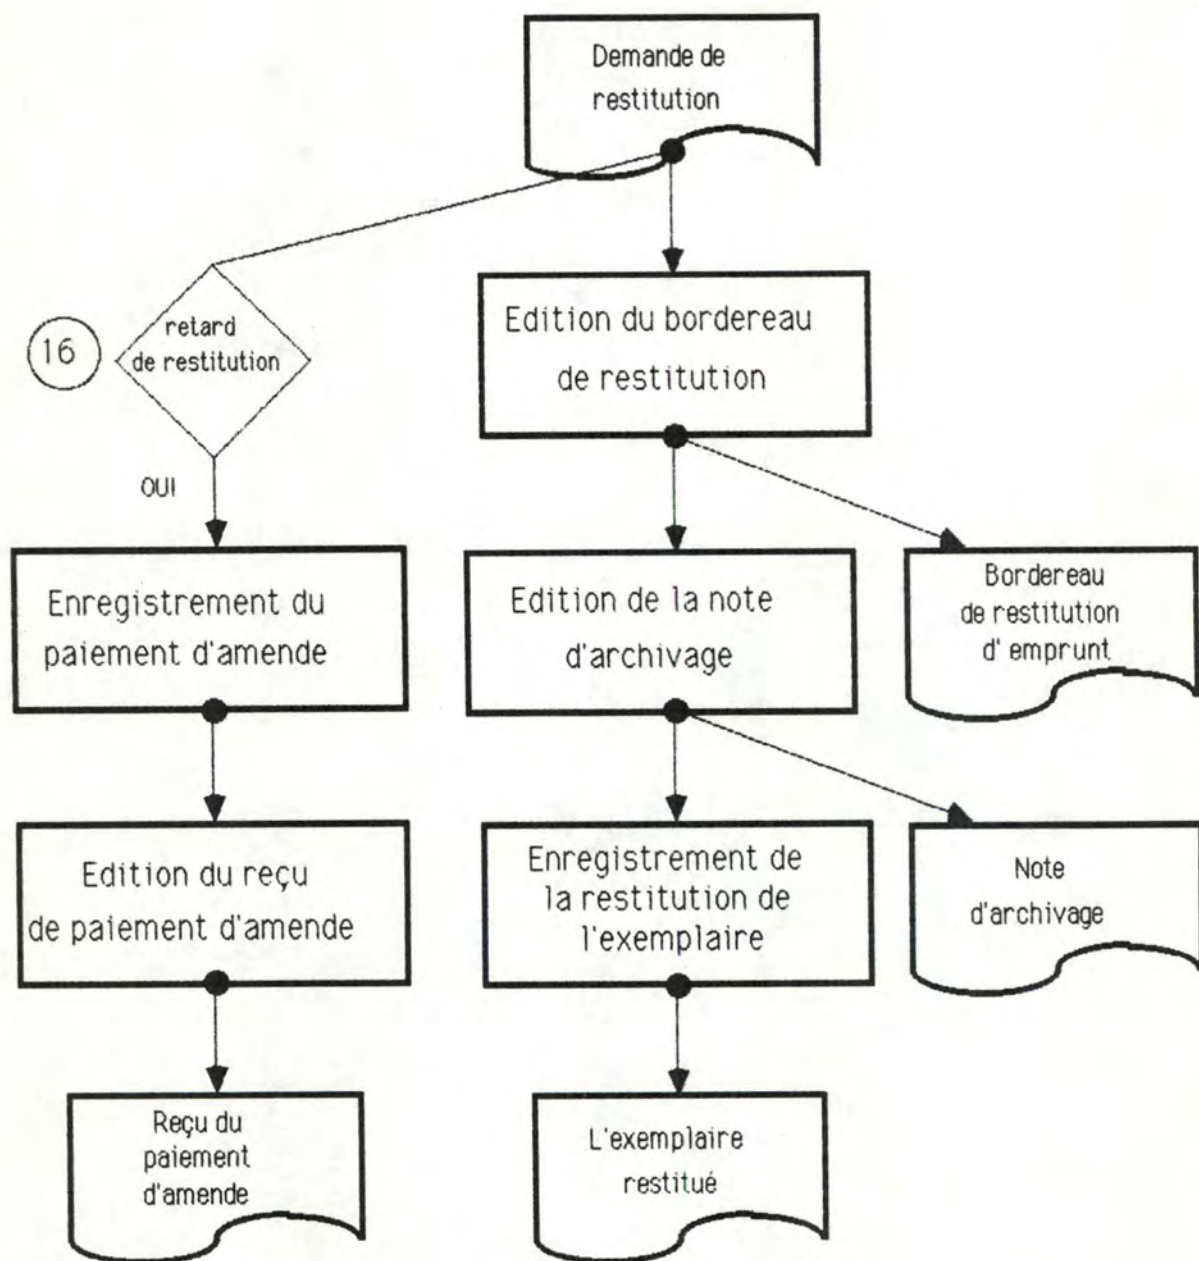 Demande de
restitution
16
retard
de restitution
Edition du bordereau
de restitution
OUI
Enregistrement du
paiement d'amende
Edition de la note
d'archivage
Bordereau
de restitution
d' emprunt
Edition du reçu
de paiement d'amende
Enregistrement de
la restitution de
l'exemplaire
Note
d'archivage
Reçu du
paiement
d'amende
L'exemplaire
restitué